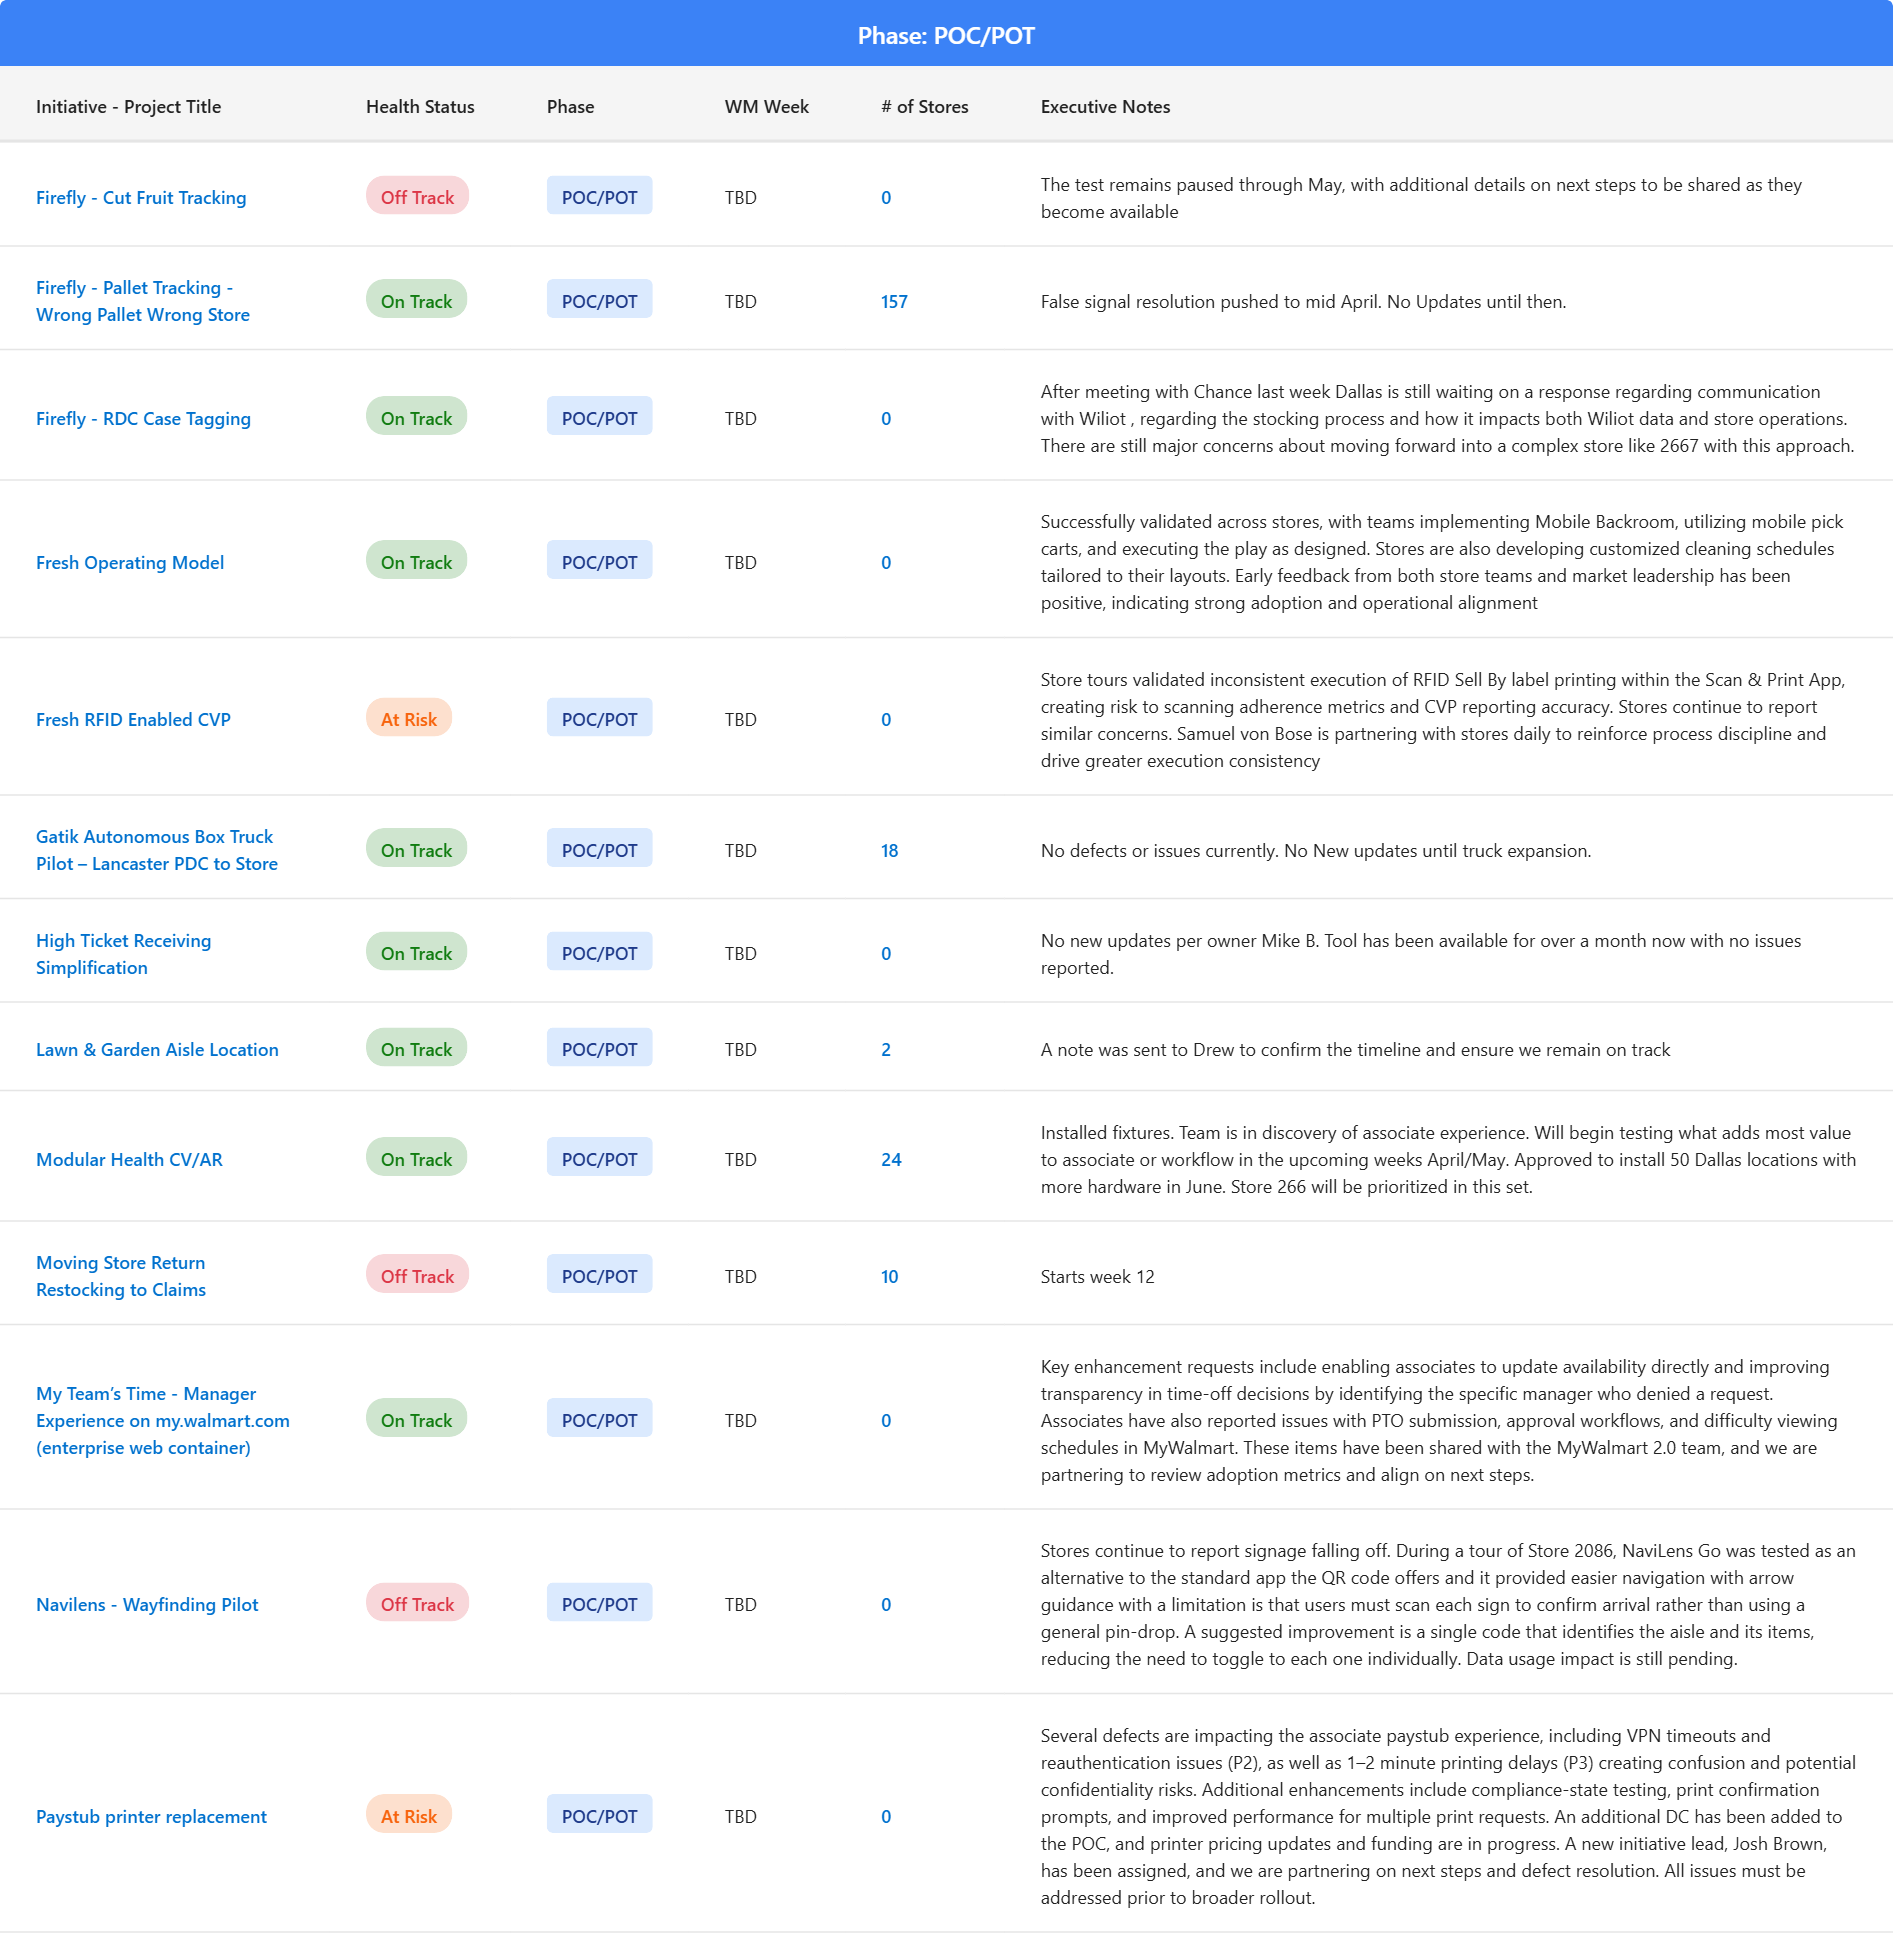 Phase: POC/POT
Initiative - Project Title Health Status Phase WM Week # of Stores Executive Notes
Firefly - Cut Fruit Tracking Off Track POC/POT TBD 0 The test remains paused through May, with additional details on next steps to be shared as they
become available
Firefly - Pallet Tracking -
Wrong Pallet Wrong Store On Track POC/POT TBD 157 False signal resolution pushed to mid April. No Updates until then.
Firefly - RDC Case Tagging On Track POC/POT TBD 0 After meeting with Chance last week Dallas is still waiting on a response regarding communication
with Wiliot , regarding the stocking process and how it impacts both Wiliot data and store operations.
There are still major concerns about moving forward into a complex store like 2667 with this approach.
Fresh Operating Model On Track POC/POT TBD 0 Successfully validated across stores, with teams implementing Mobile Backroom, utilizing mobile pick
carts, and executing the play as designed. Stores are also developing customized cleaning schedules
tailored to their layouts. Early feedback from both store teams and market leadership has been
positive, indicating strong adoption and operational alignment
Fresh RFID Enabled CVP At Risk POC/POT TBD 0 Store tours validated inconsistent execution of RFID Sell By label printing within the Scan & Print App,
creating risk to scanning adherence metrics and CVP reporting accuracy. Stores continue to report
similar concerns. Samuel von Bose is partnering with stores daily to reinforce process discipline and
drive greater execution consistency
Gatik Autonomous Box Truck
Pilot – Lancaster PDC to Store On Track POC/POT TBD 18 No defects or issues currently. No New updates until truck expansion.
High Ticket Receiving
Simplification On Track POC/POT TBD 0 No new updates per owner Mike B. Tool has been available for over a month now with no issues
reported.
Lawn & Garden Aisle Location On Track POC/POT TBD 2 A note was sent to Drew to confirm the timeline and ensure we remain on track
Modular Health CV/AR On Track POC/POT TBD 24 Installed fixtures. Team is in discovery of associate experience. Will begin testing what adds most value
to associate or workflow in the upcoming weeks April/May. Approved to install 50 Dallas locations with
more hardware in June. Store 266 will be prioritized in this set.
Moving Store Return
Restocking to Claims Off Track POC/POT TBD 10 Starts week 12
My Team’s Time - Manager
Experience on my.walmart.com
(enterprise web container) On Track POC/POT TBD 0 Key enhancement requests include enabling associates to update availability directly and improving
transparency in time-off decisions by identifying the specific manager who denied a request.
Associates have also reported issues with PTO submission, approval workflows, and difficulty viewing
schedules in MyWalmart. These items have been shared with the MyWalmart 2.0 team, and we are
partnering to review adoption metrics and align on next steps.
Navilens - Wayfinding Pilot Off Track POC/POT TBD 0 Stores continue to report signage falling off. During a tour of Store 2086, NaviLens Go was tested as an
alternative to the standard app the QR code offers and it provided easier navigation with arrow
guidance with a limitation is that users must scan each sign to confirm arrival rather than using a
general pin-drop. A suggested improvement is a single code that identifies the aisle and its items,
reducing the need to toggle to each one individually. Data usage impact is still pending.
Paystub printer replacement At Risk POC/POT TBD 0 Several defects are impacting the associate paystub experience, including VPN timeouts and
reauthentication issues (P2), as well as 1–2 minute printing delays (P3) creating confusion and potential
confidentiality risks. Additional enhancements include compliance-state testing, print confirmation
prompts, and improved performance for multiple print requests. An additional DC has been added to
the POC, and printer pricing updates and funding are in progress. A new initiative lead, Josh Brown,
has been assigned, and we are partnering on next steps and defect resolution. All issues must be
addressed prior to broader rollout.